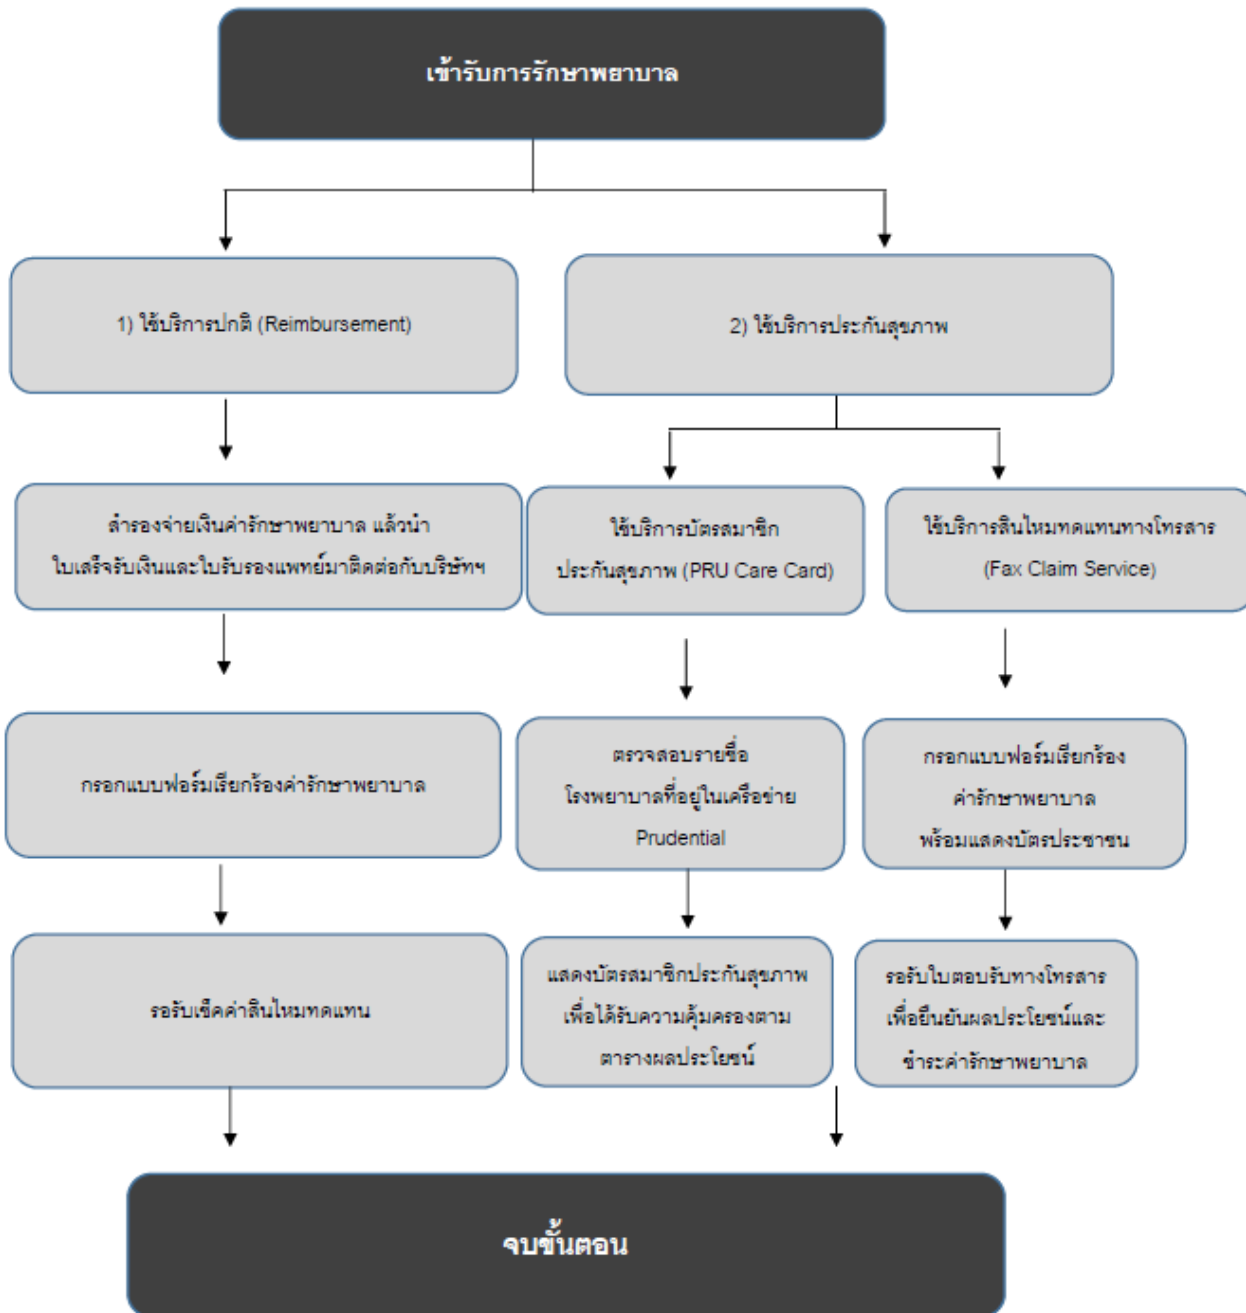 เข้ารับการรักษาพยาบาล
1) ใช้บริการปกติ (Reimbursement)
2) ใช้บริการประกันสุขภาพ
สำรองจ่ายเงินค่ารักษาพยาบาล แล้วนำ
ใบเสร็จรับเงินและใบรับรองแพทย์มาติดต่อกับบริษัทฯ
ใช้บริการบัตรสมาชิก
ประกันสุขภาพ (PRU Care Card)
ใช้บริการสินไหมทดแทนทางโทรสาร
(Fax Claim Service)
กรอกแบบฟอร์มเรียกร้องค่ารักษาพยาบาล
ตรวจสอบรายชื่อ
โรงพยาบาลที่อยู่ในเครือข่าย
Prudential
กรอกแบบฟอร์มเรียกร้อง
ค่ารักษาพยาบาล
พร้อมแสดงบัตรประชาชน
รอรับเช็คค่าสินไหมทดแทน
แสดงบัตรสมาชิกประกันสุขภาพ
เพื่อได้รับความคุ้มครองตาม
ตารางผลประโยชน์
รอรับใบตอบรับทางโทรสาร
เพื่อยืนยันผลประโยชน์และ
ชำระค่ารักษาพยาบาล
จบขั้นตอน